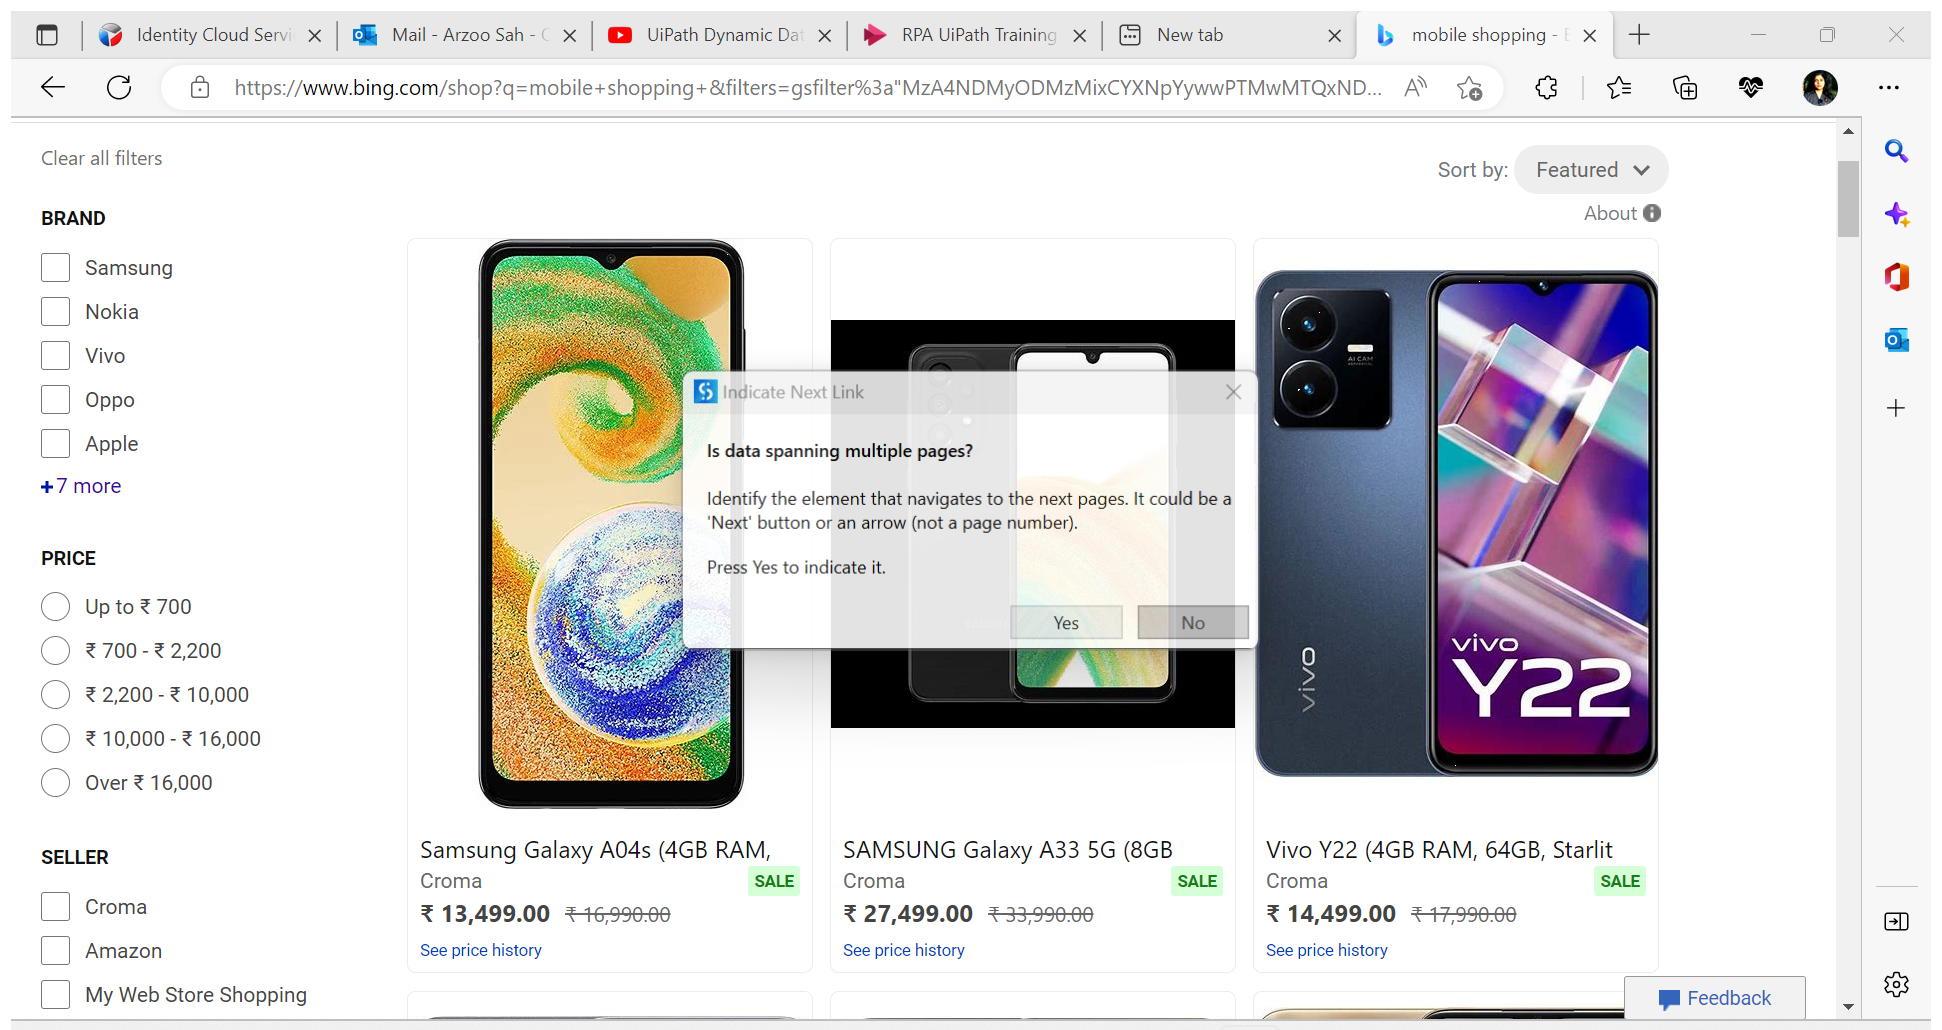 Identity Cloud Servi
Mail - Arzoo Sah -
UiPath Dynamic Dat
RPA UiPath Training
New tab
mobile shopping -
https://www.bing.com/shop?q=mobile+shopping+&filters=gsfilter%3a"MzA4NDMyODMzMixCYXNpYywwPTMwMTQxND...
Clear all filters
Sort by: Featured
About
BRAND
Samsung
Nokia
Vivo
Oppo
Apple
+7 more
PRICE
Up to ₹ 700
₹ 700 - ₹ 2,200
₹ 2,200 - ₹ 10,000
₹ 10,000 - ₹ 16,000
Over ₹ 16,000
SELLER
Croma
Amazon
My Web Store Shopping
AI CAM
vivo
vivo
Y22
Indicate Next Link
Is data spanning multiple pages?
Identify the element that navigates to the next pages. It could be a
'Next' button or an arrow (not a page number).
Press Yes to indicate it.
Yes
No
Samsung Galaxy A04s (4GB RAM,
Croma
SALE
₹ 13,499.00 ₹ 16,990.00
See price history
SAMSUNG Galaxy A33 5G (8GB
Croma
SALE
₹ 27,499.00 ₹ 33,990.00
See price history
Vivo Y22 (4GB RAM, 64GB, Starlit
Croma
SALE
₹ 14,499.00 ₹ 17,990.00
See price history
Feedback